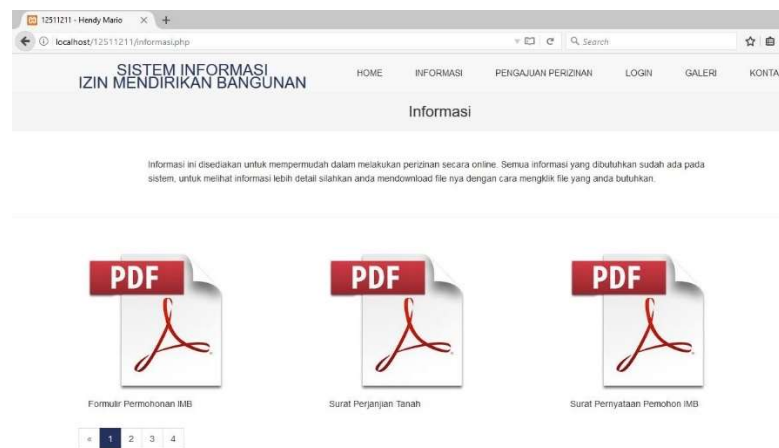 12511211 - Hendy Mario
localhost/12511211/informasi.php
Search
SISTEM INFORMASI
IZIN MENDIRIKAN BANGUNAN
HOME INFORMASI PENGAJUAN PERIZINAN LOGIN GALERI KONTA
Informasi
Informasi ini disediakan untuk mempermudah dalam melakukan perizinan secara online. Semua informasi yang dibutuhkan sudah ada pada
sistem, untuk melihat informasi lebih detail silahkan anda mendownload file nya dengan cara mengklik file yang anda butuhkan.
PDF PDF PDF
Formulir Permohonan IMB Surat Perjanjian Tanah Surat Pernyataan Pemohon IMB
« 1 2 3 4